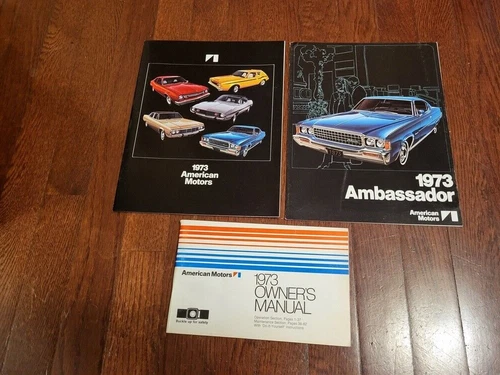 1973
American
Motors
1973
Ambassador
American
Motors
American Motors
Buckle up for safety
1973
OWNER'S
MANUAL